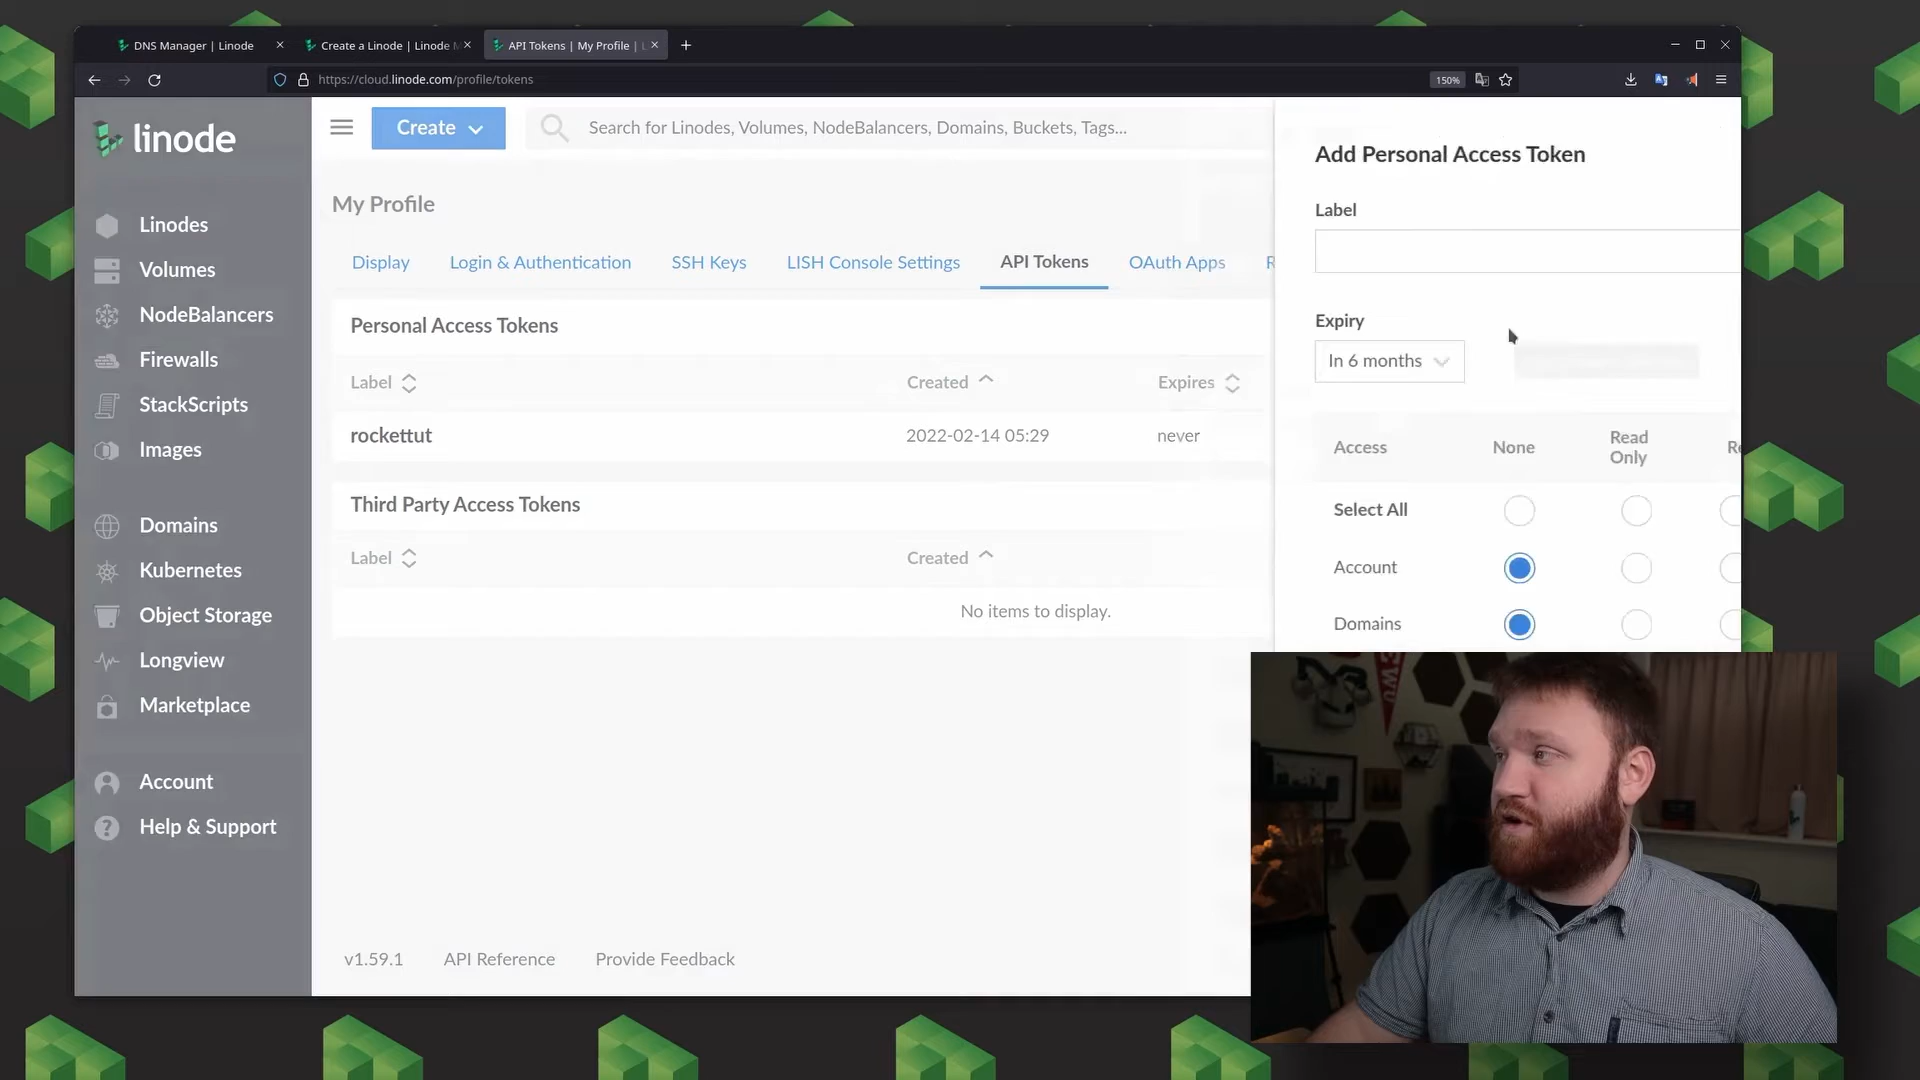 DNS Manager | Linode
Create a Linode | Linode
API Tokens | My Profile |
https://cloud.linode.com/profile/tokens
150%
linode
Create
Search for Linodes, Volumes, NodeBalancers, Domains, Buckets, Tags...
Linodes
Volumes
NodeBalancers
Firewalls
StackScripts
Images
Domains
Kubernetes
Object Storage
Longview
Marketplace
Account
Help & Support
My Profile
Display
Login & Authentication
SSH Keys
LISH Console Settings
API Tokens
OAuth Apps
R
Personal Access Tokens
Label
Created
Expires
rockettut
2022-02-14 05:29
never
Third Party Access Tokens
Label
Created
No items to display.
v1.59.1
API Reference
Provide Feedback
Add Personal Access Token
Label
Expiry
In 6 months
Access
None
Read
Only
Re
Select All
Account
Domains
CWU